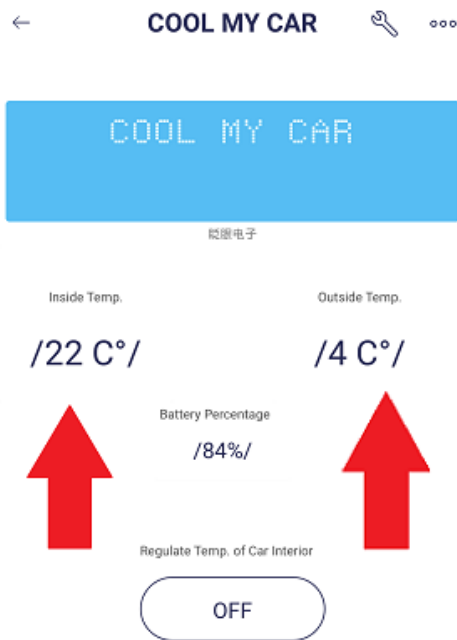 COOL MY CAR
COOL MY CAR
眨眼电子
Inside Temp.
Outside Temp.
/22 C°/
/4 C°/
Battery Percentage
/84%/
Regulate Temp. of Car Interior
OFF